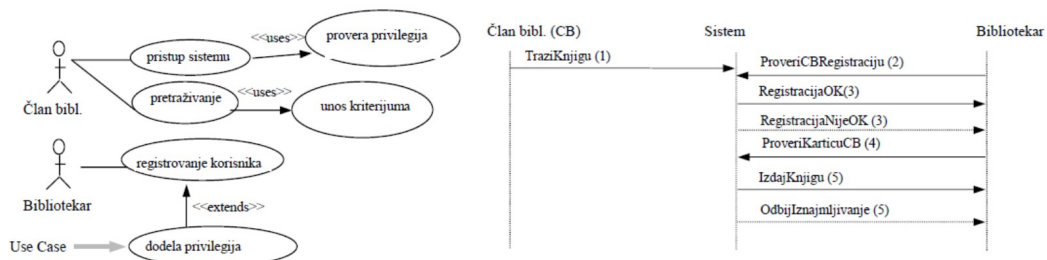 <<uses>>
provera privilegija
pristup sistemu
pretraživanje
<<uses>>
unos kriterijuma
Član bibl.
registrovanje korisnika
Bibliotekar
<<extends>>
Use Case
dodela privilegija
Član bibl. (CB)
Sistem
Bibliotekar
TraziKnjigu (1)
ProveriCBRegistraciju (2)
RegistracijaOK(3)
RegistracijaNijeOK (3)
ProveriKarticuCB (4)
IzdajKnjigu (5)
OdbijIznajmljivanje (5)